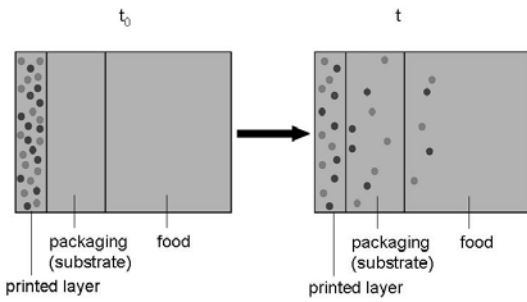 t0
t
packaging
(substrate)
food
printed layer
packaging
(substrate)
food
printed layer